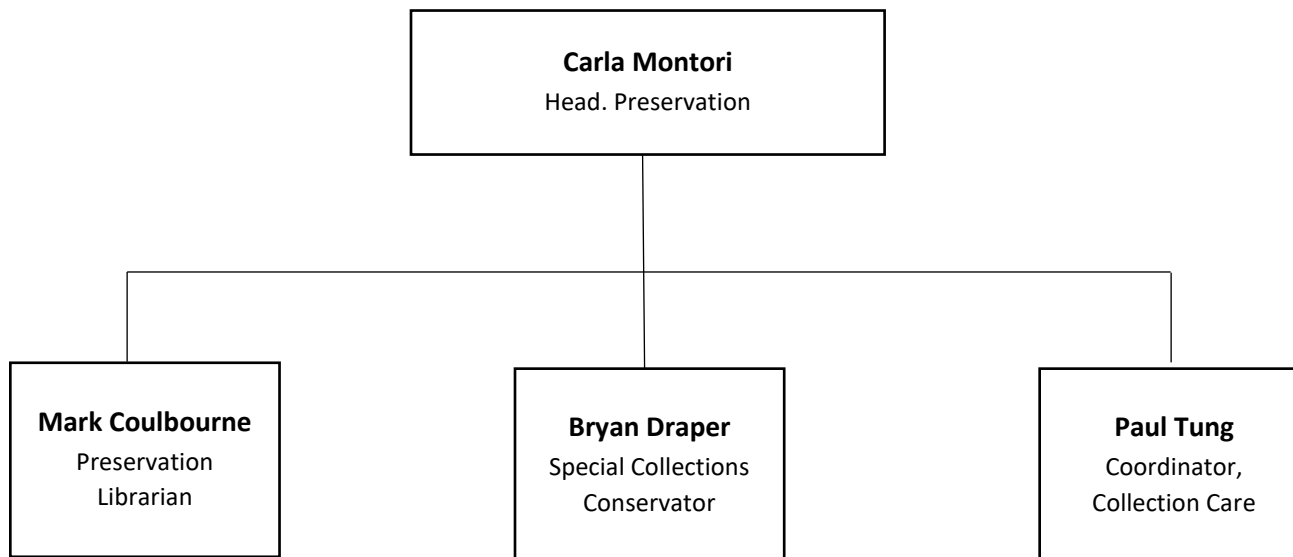 Carla Montori
Head. Preservation
Mark Coulbourne
Preservation
Librarian
Bryan Draper
Special Collections
Conservator
Paul Tung
Coordinator,
Collection Care